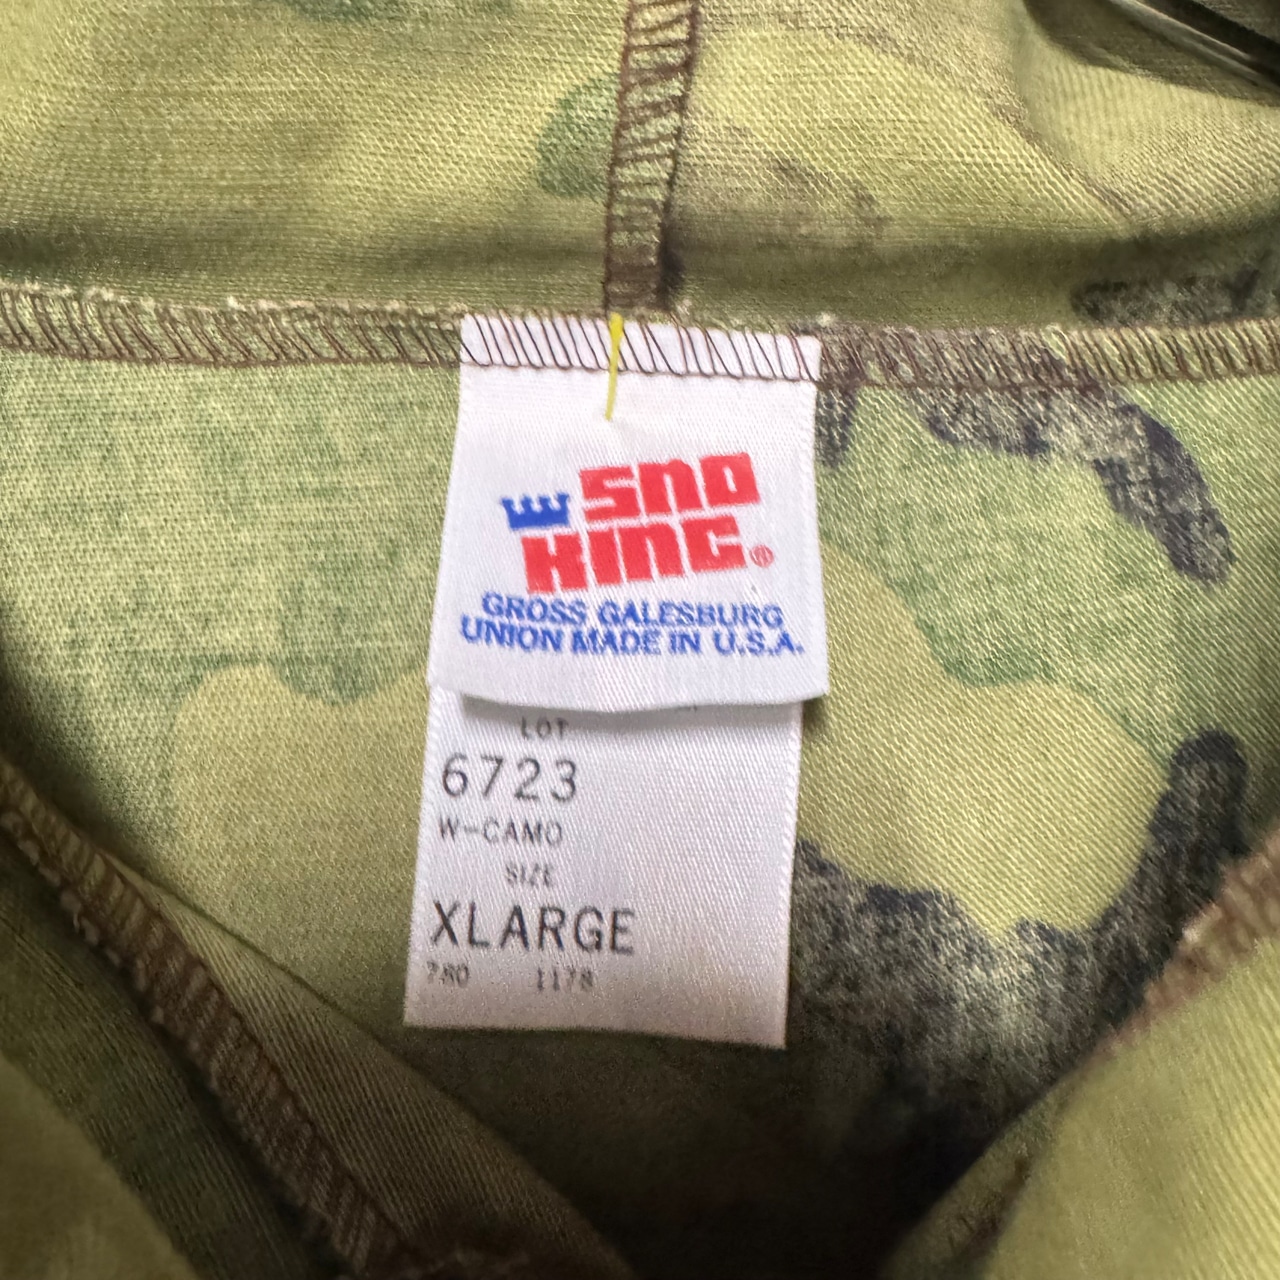 SNO
KING®
GROSS GALESBURG
UNION MADE IN U.S.A.
LOT
6723
W-CAMO
SIZE
XLARGE
780 1178